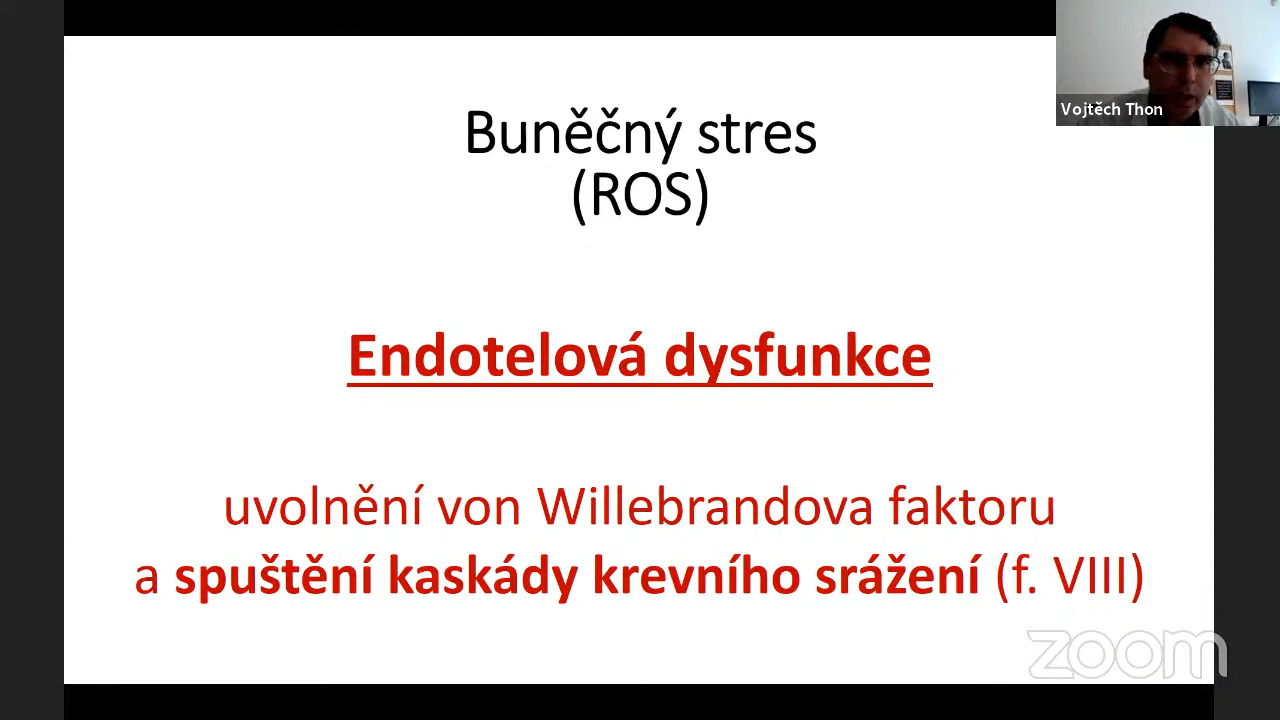 Vojtěch Thon
Buněčný stres
(ROS)
Endotelová dysfunkce
uvolnění von Willebrandova faktoru
a spuštění kaskády krevního srážení (f. VIII)
zoom